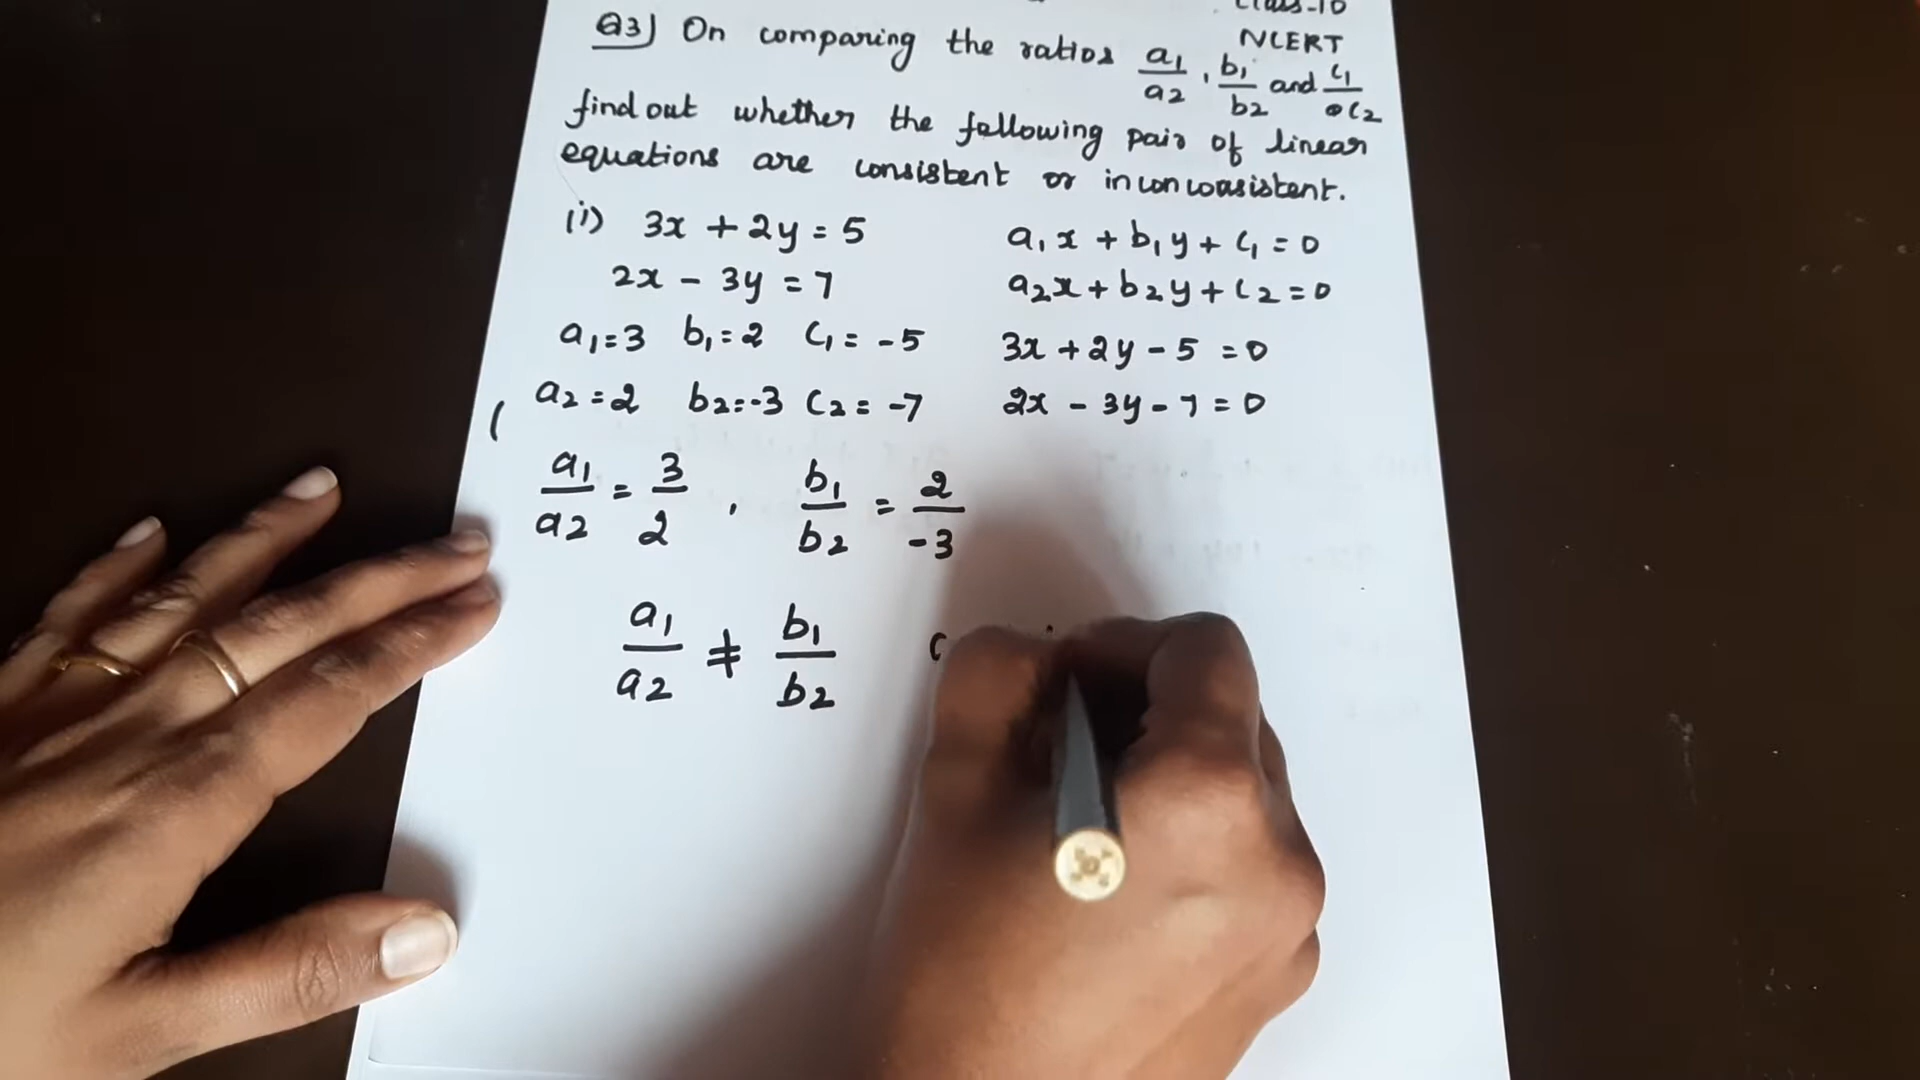 Class-10
Q3) On comparing the ratios a1/a2, b1/b2 and c1/c2
NCERT
find out whether the following pair of linear
equations are consistent or inconconsistent.
(i) 3x + 2y = 5
2x - 3y = 7
a1x + b1y + c1 = 0
a2x + b2y + c2 = 0
a1=3 b1=2 c1= -5
a2=2 b2=-3 c2= -7
3x + 2y - 5 = 0
2x - 3y - 7 = 0
a1/a2 = 3/2 , b1/b2 = 2/-3
a1/a2 ≠ b1/b2